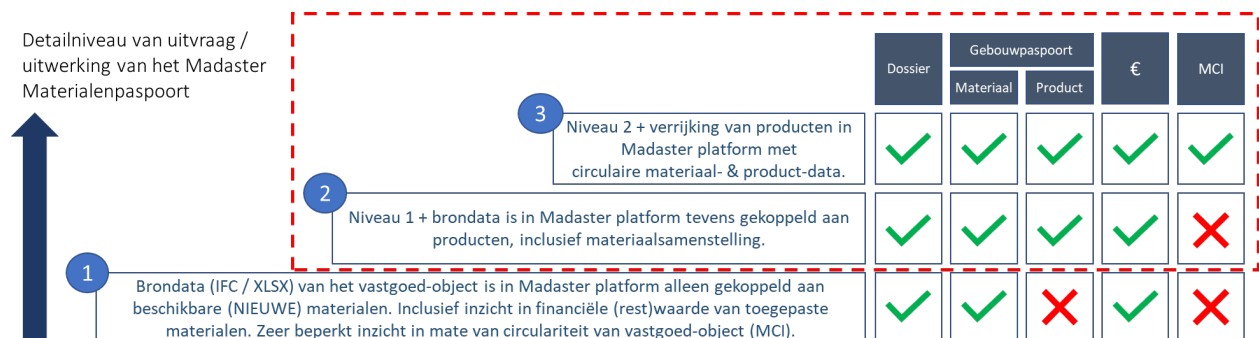 Detailniveau van uitvraag /
uitwerking van het Madaster
Materialenpaspoort
Dossier
Gebouwpaspoort
Materiaal
Product
€
MCI
3
Niveau 2 + verrijking van producten in
Madaster platform met
circulaire materiaal- & product-data.
2
Niveau 1 + brondata is in Madaster platform tevens gekoppeld aan
producten, inclusief materiaalsamenstelling.
1
Brondata (IFC / XLSX) van het vastgoed-object is in Madaster platform alleen gekoppeld aan
beschikbare (NIEUWE) materialen. Inclusief inzicht in financiële (rest)waarde van toegepaste
materialen. Zeer beperkt inzicht in mate van circulariteit van vastgoed-object (MCI).